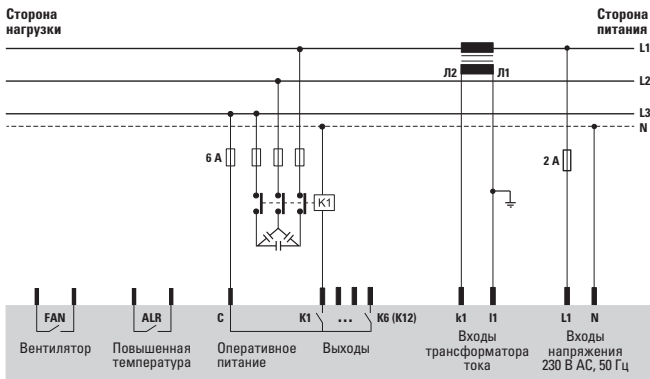 Сторона
нагрузки
Сторона
питания
L1
Л2
Л1
L2
L3
N
6 A
2 A
K1
FAN
ALR
C
K1
...
K6 (K12)
k1
l1
L1
N
Вентилятор
Повышенная
температура
Оперативное
питание
Выходы
Входы
трансформатора
тока
Входы
напряжения
230 В AC, 50 Гц